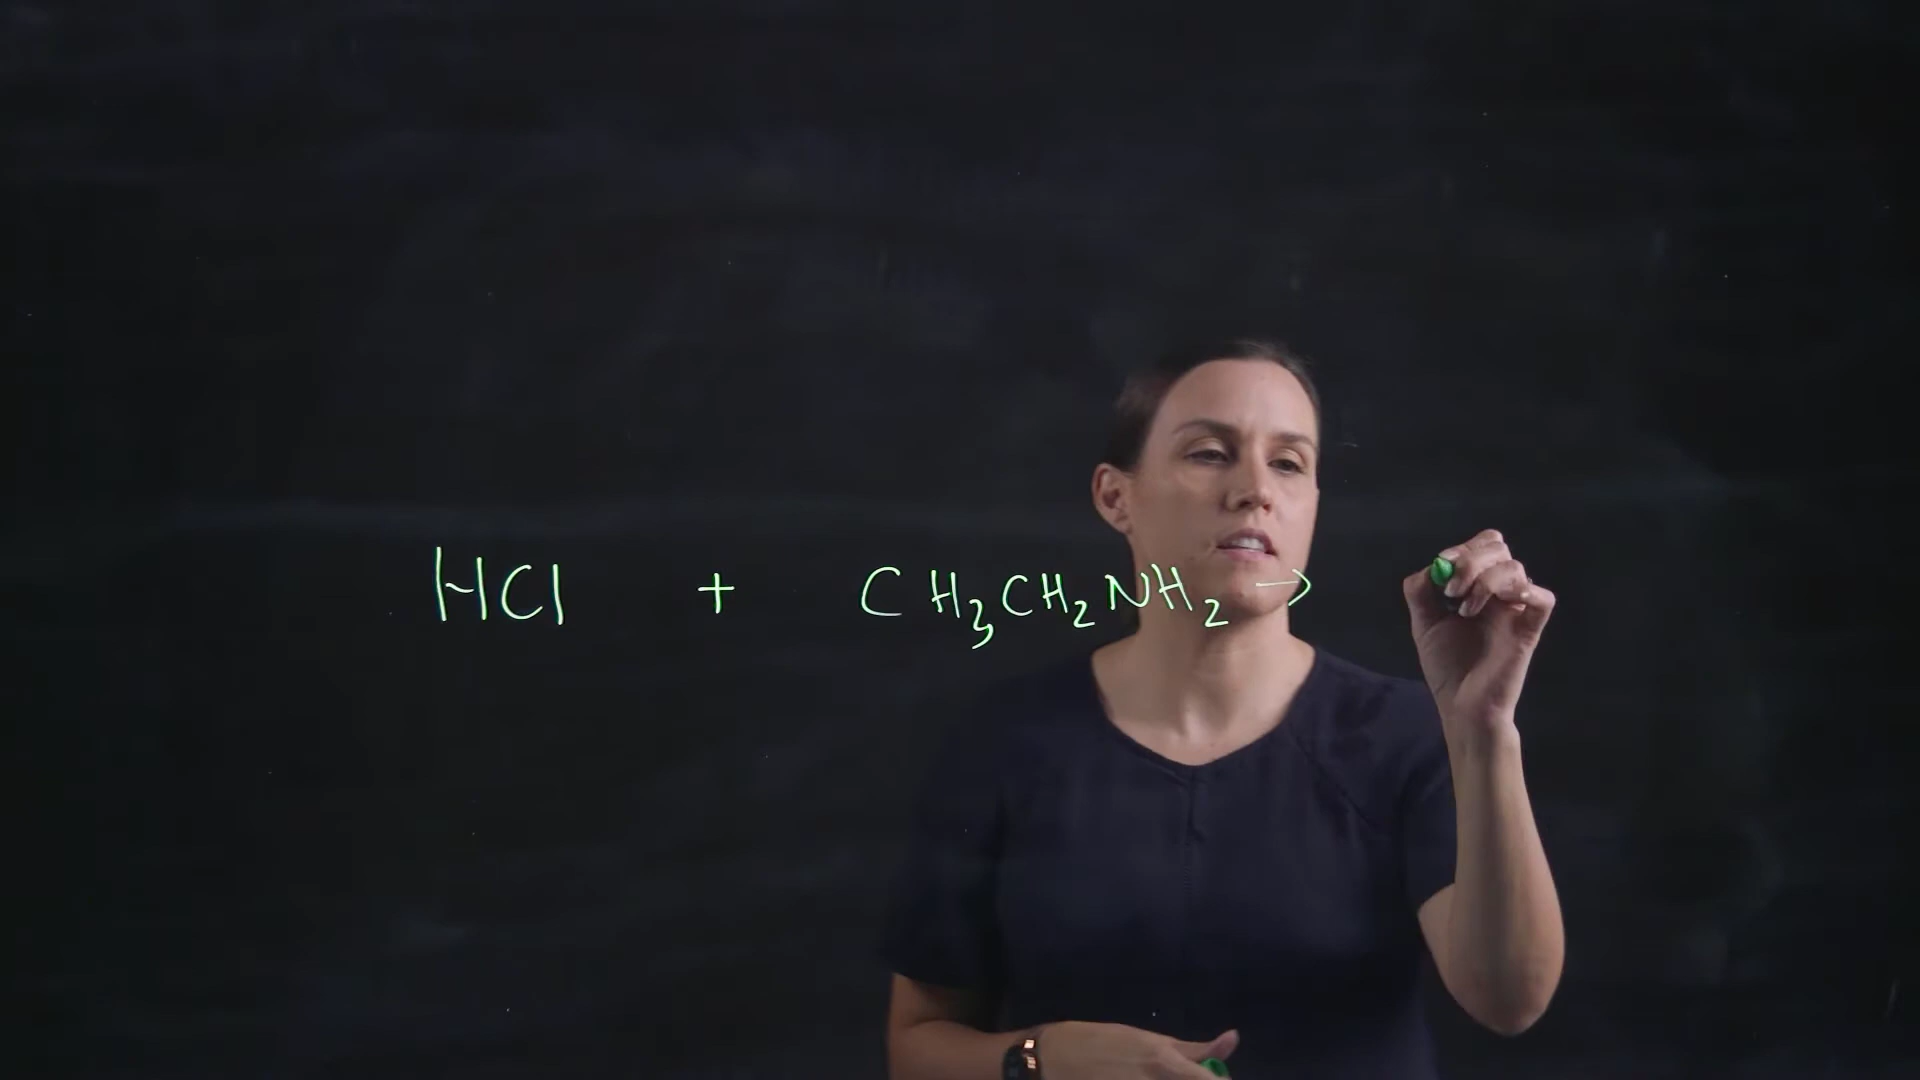 HCl + CH₃CH₂NH₂ →